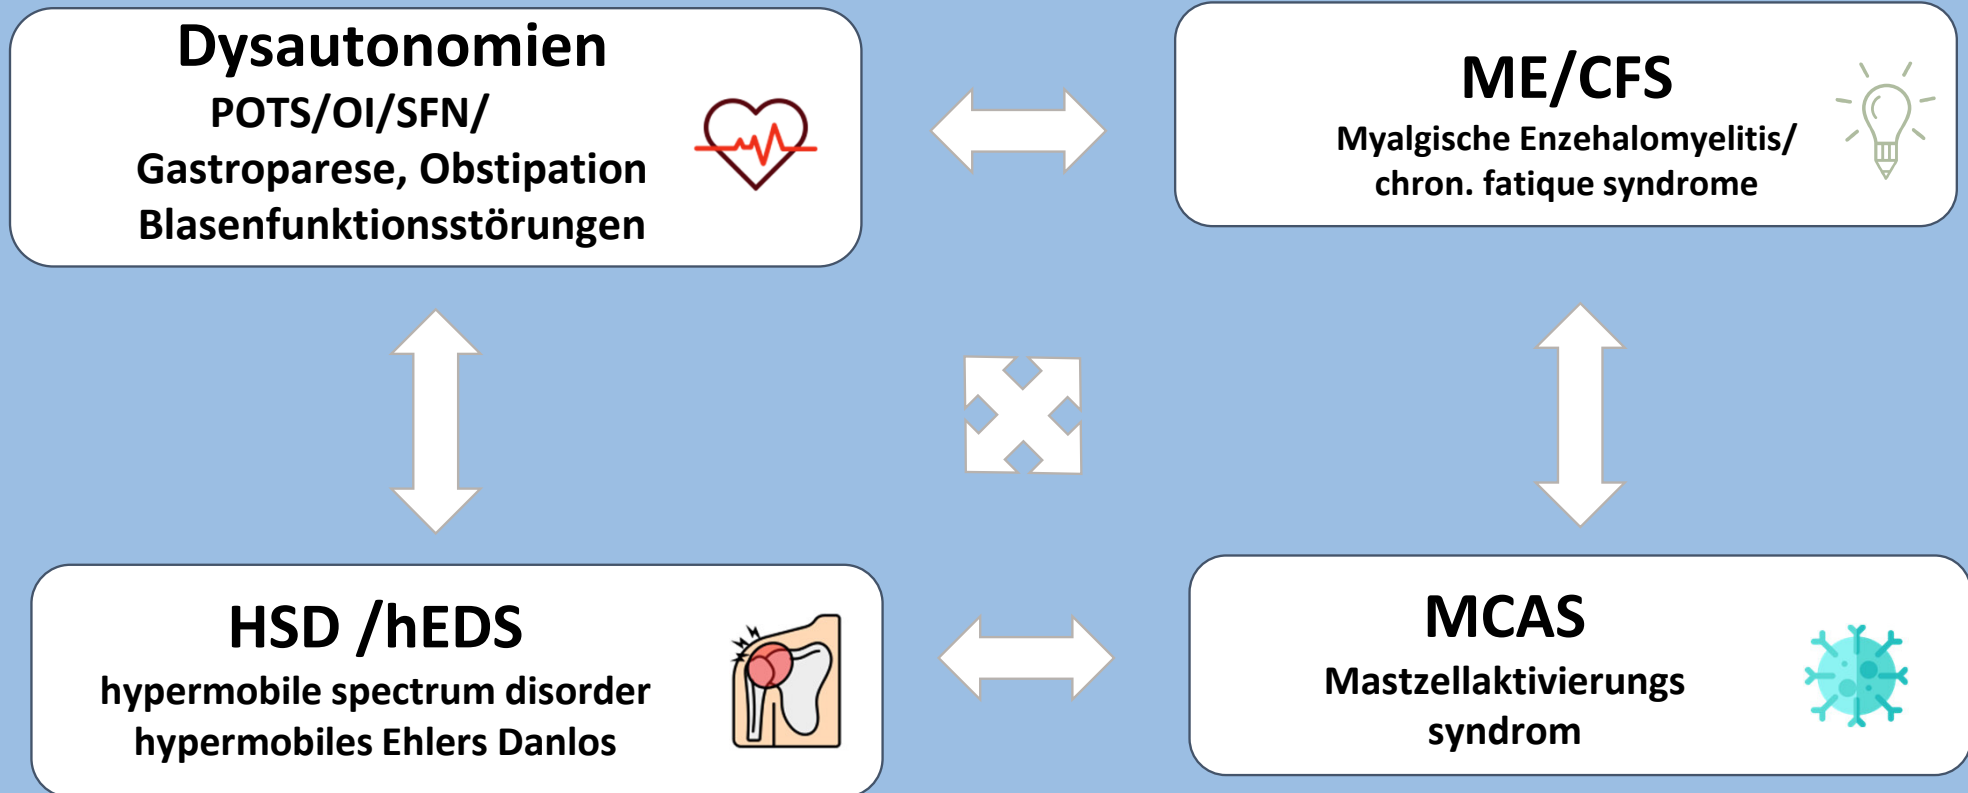 Dysautonomien
POTS/OI/SFN/
Gastroparese, Obstipation
Blasenfunktionsstörungen
ME/CFS
Myalgische Enzehalomyelitis/
chron. fatique syndrome
HSD /hEDS
hypermobile spectrum disorder
hypermobiles Ehlers Danlos
MCAS
Mastzellaktivierungs
syndrom